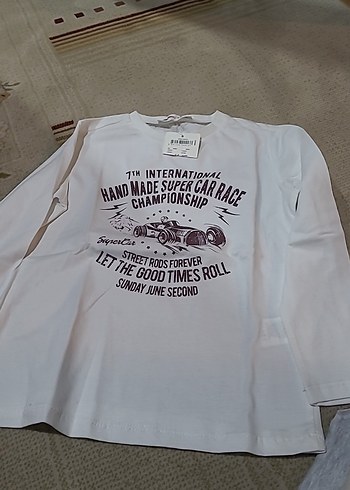 7TH INTERNATIONAL
HAND MADE SUPER CAR RACE
CHAMPIONSHIP
SuperCar
STREET RODS FOREVER
LET THE GOOD TIMES ROLL
SUNDAY JUNE SECOND